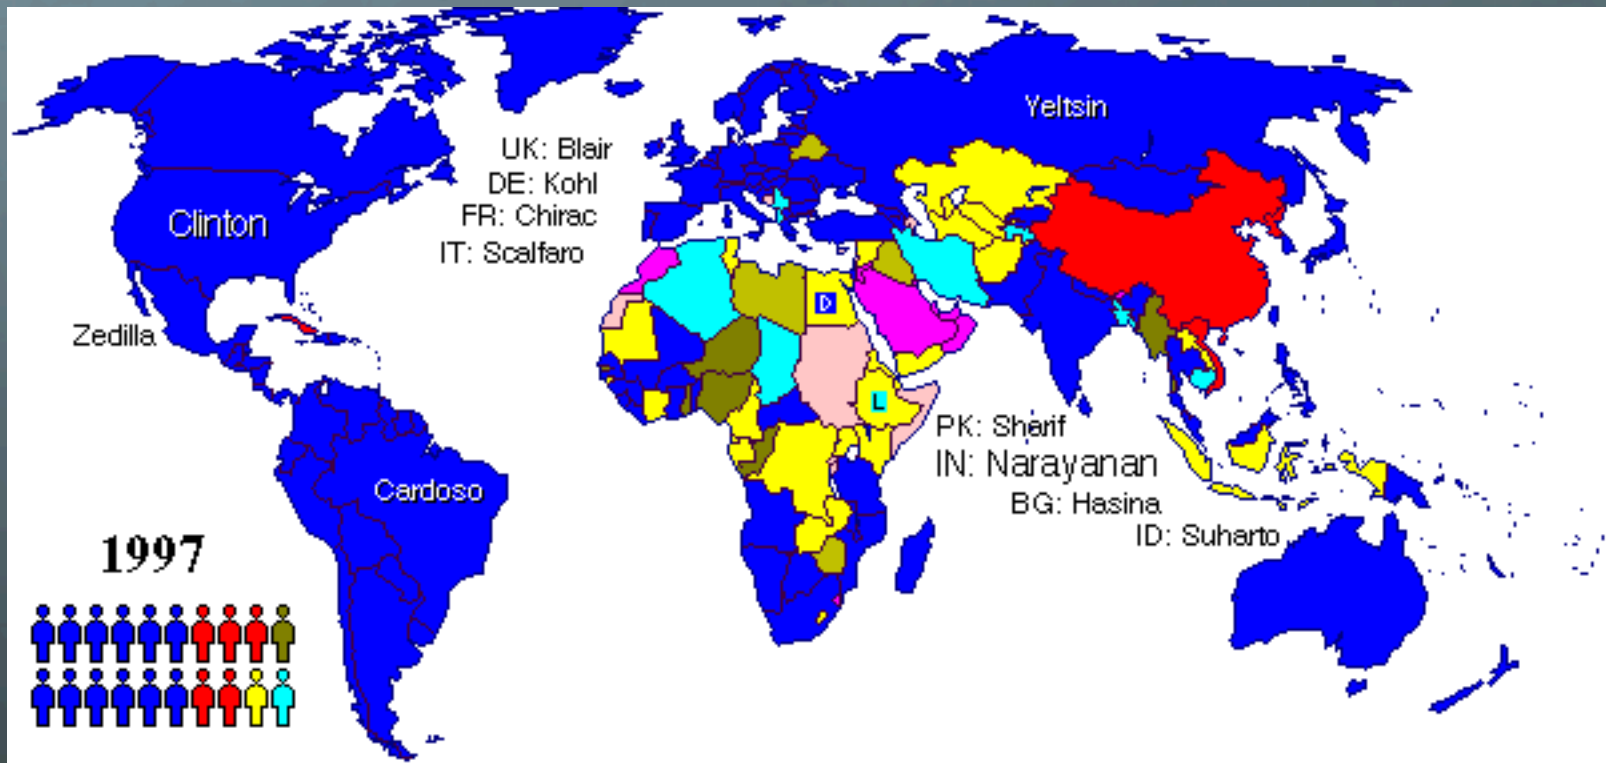 Yeltsin
UK: Blair
DE: Kohl
FR: Chirac
IT: Scalfaro
Clinton
Zedilla
D
L
PK: Sharif
IN: Narayanan
BG: Hasina
ID: Suharto
Cardoso
1997